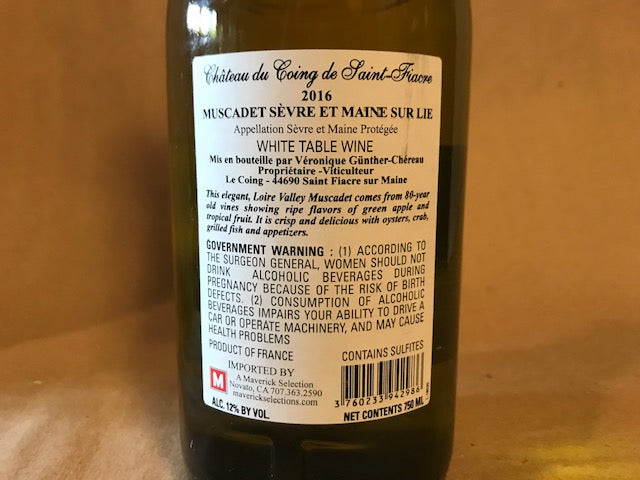 Château du Coing de Saint-Fiacre
2016
MUSCADET SÈVRE ET MAINE SUR LIE
Appellation Sèvre et Maine Protégée
WHITE TABLE WINE
Mis en bouteille par Véronique Günther-Chéreau
Propriétaire -Viticulteur
Le Coing - 44690 Saint Fiacre sur Maine
This elegant, Loire Valley Muscadet comes from 80-year
old vines showing ripe flavors of green apple and
tropical fruit. It is crisp and delicious with oysters, crab,
grilled fish and appetizers.
GOVERNMENT WARNING : (1) ACCORDING TO
THE SURGEON GENERAL, WOMEN SHOULD NOT
DRINK ALCOHOLIC BEVERAGES DURING
PREGNANCY BECAUSE OF THE RISK OF BIRTH
DEFECTS. (2) CONSUMPTION OF ALCOHOLIC
BEVERAGES IMPAIRS YOUR ABILITY TO DRIVE A
CAR OR OPERATE MACHINERY, AND MAY CAUSE
HEALTH PROBLEMS
PRODUCT OF FRANCE CONTAINS SULFITES
IMPORTED BY
M A Maverick Selection
Novato, CA 707.363.2590
maverickselections.com
3 760233 942986
ALC. 12% BY VOL. NET CONTENTS 750 ML